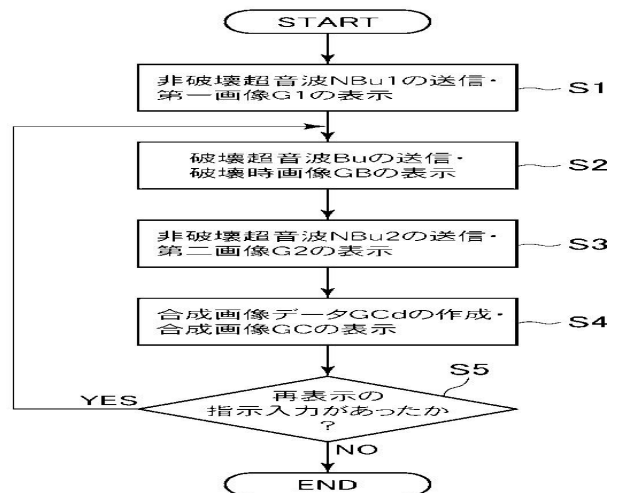 START
非破壊超音波NBu1の送信・
第一画像G1の表示
S1
破壊超音波Buの送信・
破壊時画像GBの表示
S2
非破壊超音波NBu2の送信・
第二画像G2の表示
S3
合成画像データGCdの作成・
合成画像GCの表示
S4
S5
再表示の
指示入力があったか
?
YES
NO
END